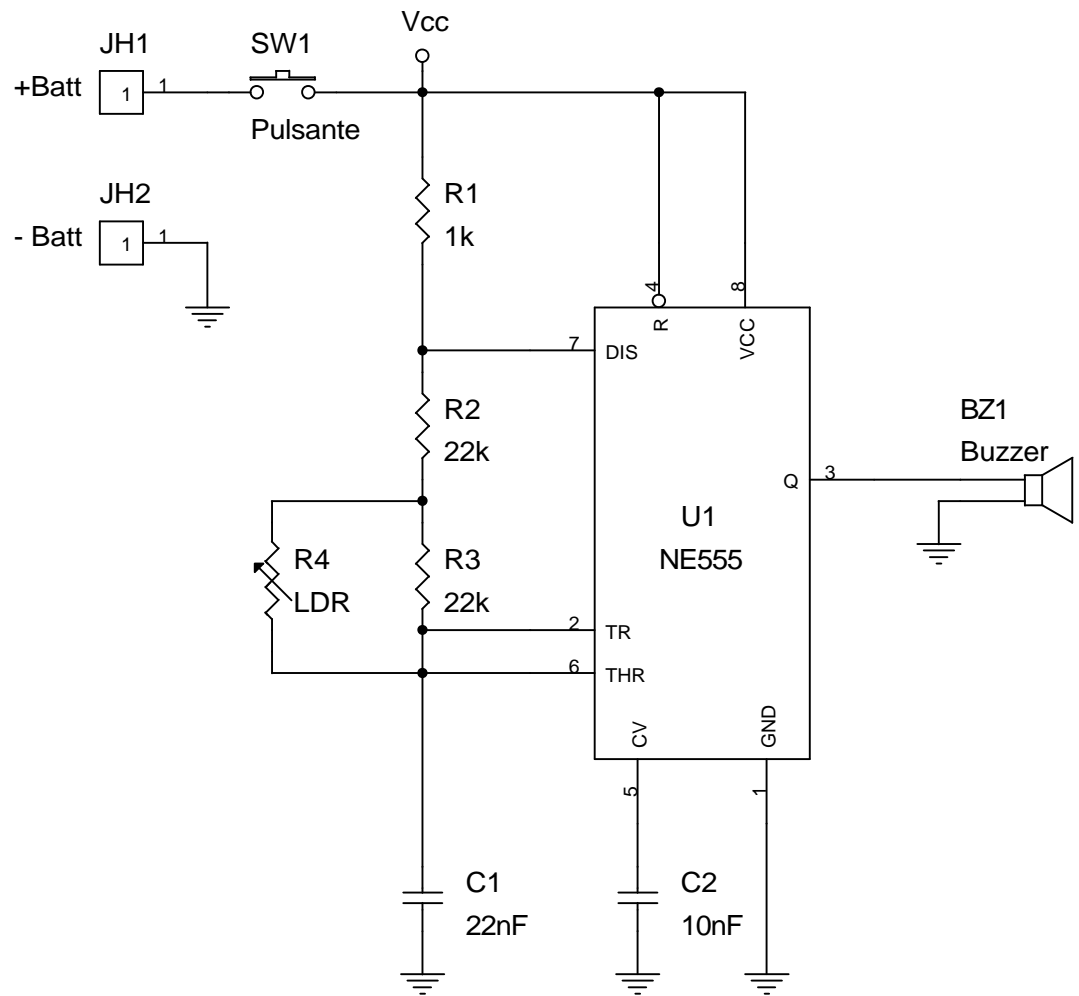 Vcc
JH1
SW1
+Batt
1
1
Pulsante
JH2
- Batt
1
1
R1
1k
4
8
R
VCC
7
DIS
R2
22k
BZ1
Buzzer
Q
3
U1
NE555
R4
LDR
R3
22k
2
TR
6
THR
CV
GND
5
1
C1
22nF
C2
10nF